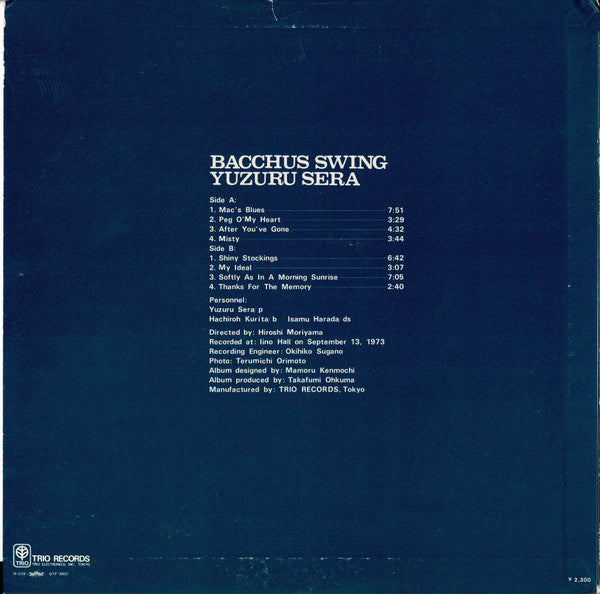 BACCHUS SWING
YUZURU SERA
Side A:
1. Mac's Blues 7:51
2. Peg O'My Heart 3:29
3. After You've Gone 4:32
4. Misty 3:44
Side B:
1. Shiny Stockings 6:42
2. My Ideal 3:07
3. Softly As In A Morning Sunrise 7:05
4. Thanks For The Memory 2:40
Personnel:
Yuzuru Sera p
Hachiroh Kurita b Isamu Harada ds
Directed by: Hiroshi Moriyama
Recorded at: Iino Hall on September 13, 1973
Recording Engineer: Okihiko Sugano
Photo: Terumichi Orimoto
Album designed by: Mamoru Kenmochi
Album produced by: Takafumi Ohkuma
Manufactured by: TRIO RECORDS, Tokyo
TRIO
TRIO RECORDS
TRIO ELECTRONICS, INC. TOKYO
¥ 2,300